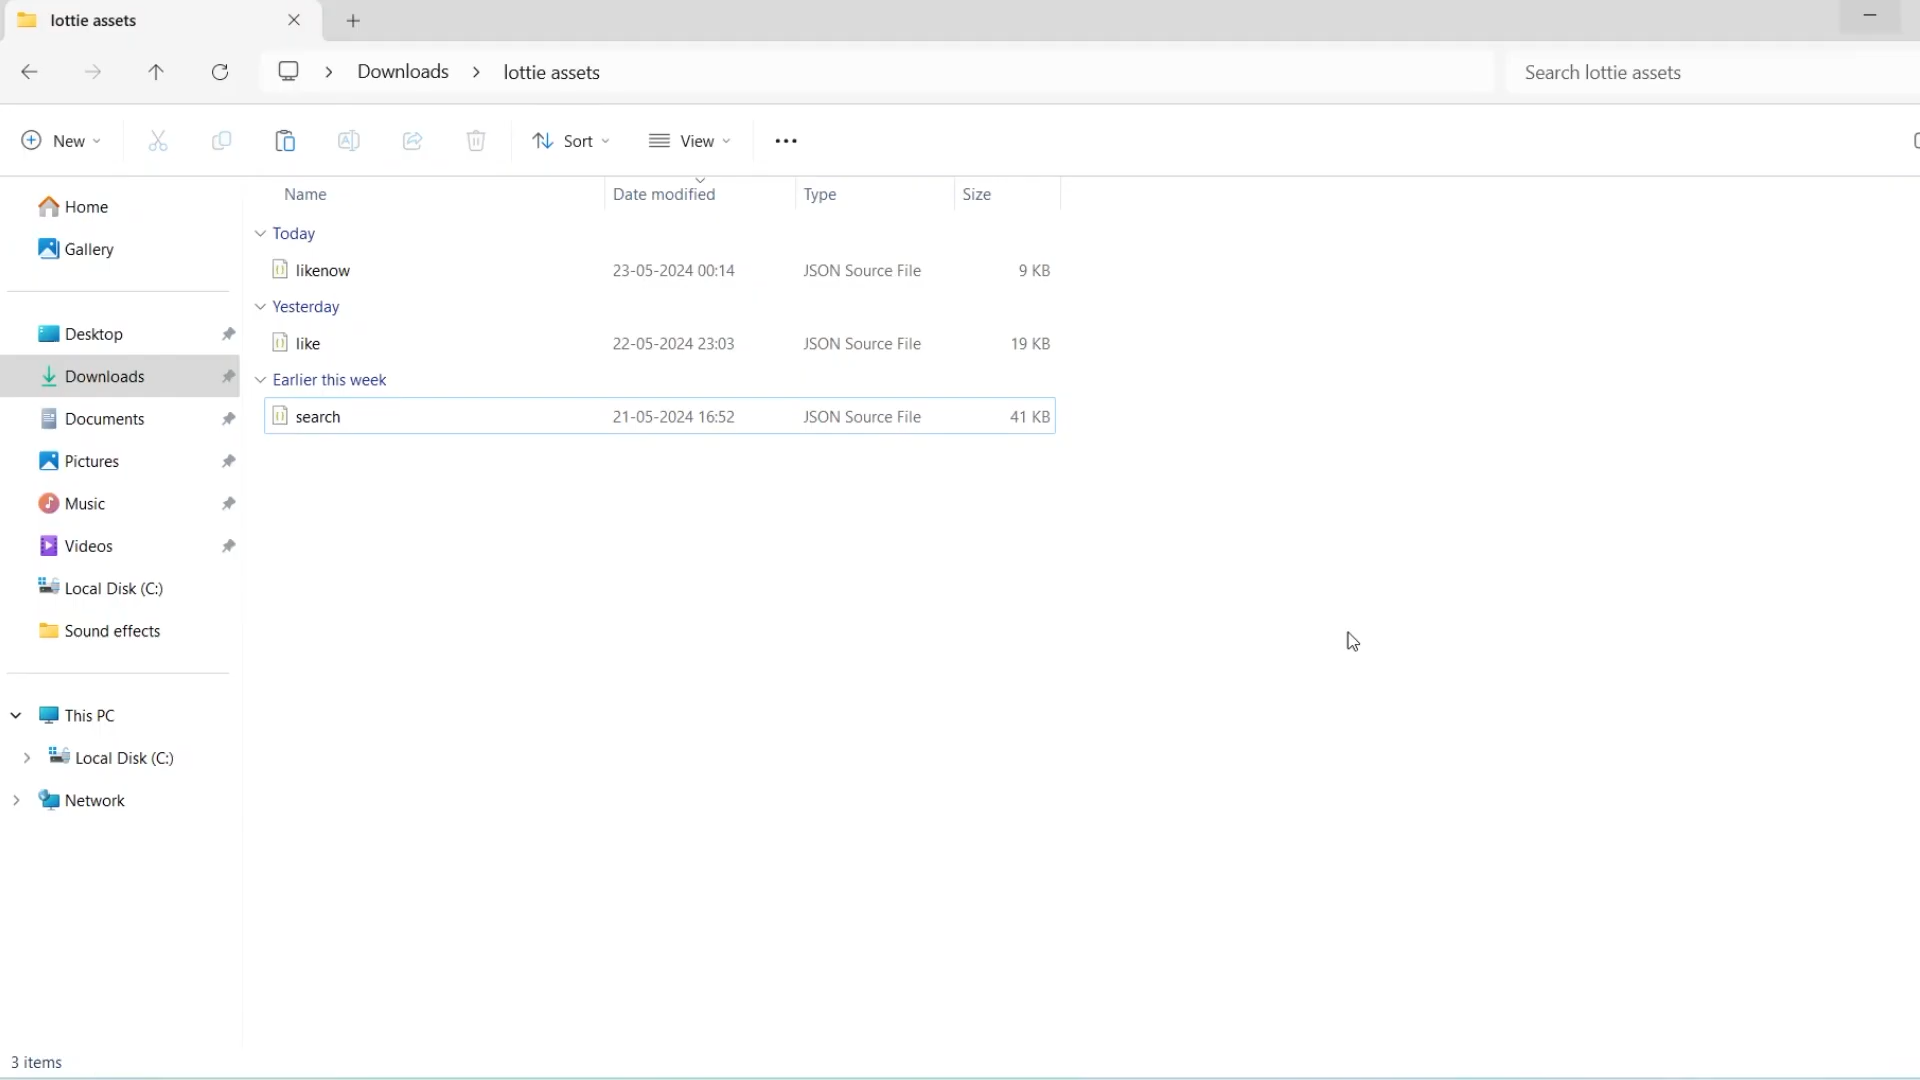 lottie assets
Downloads > lottie assets
Search lottie assets
New
Sort
View
Name Date modified Type Size
Home
Gallery
Desktop
Downloads
Documents
Pictures
Music
Videos
Local Disk (C:)
Sound effects
This PC
Local Disk (C:)
Network
Today
likenow 23-05-2024 00:14 JSON Source File 9 KB
Yesterday
like 22-05-2024 23:03 JSON Source File 19 KB
Earlier this week
search 21-05-2024 16:52 JSON Source File 41 KB
3 items